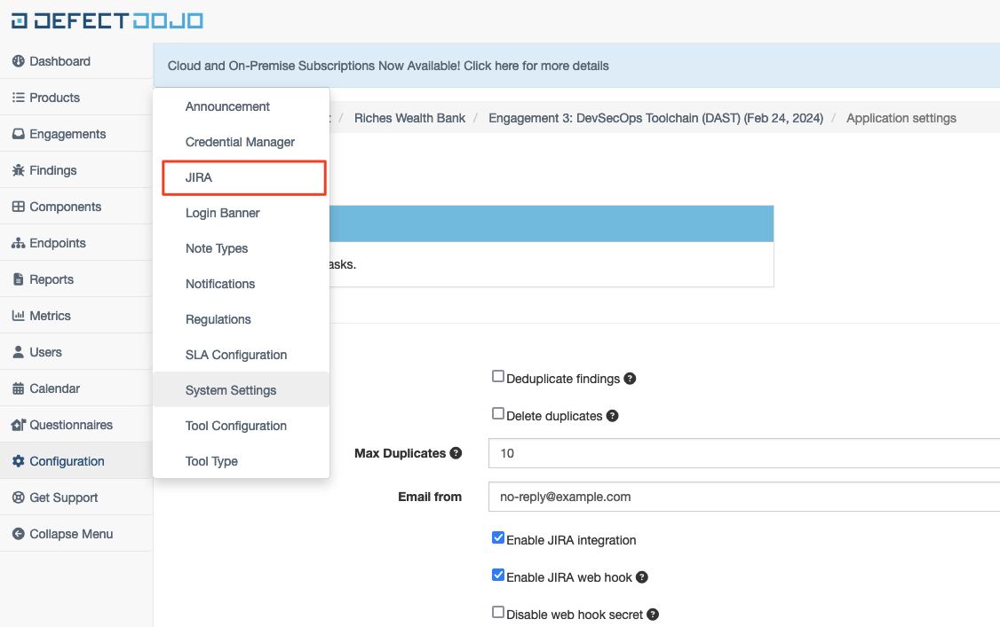 DEFECTDOJO
Cloud and On-Premise Subscriptions Now Available! Click here for more details
Dashboard
Products
Engagements
Findings
Components
Endpoints
Reports
Metrics
Users
Calendar
Questionnaires
Configuration
Get Support
Collapse Menu
Announcement
Credential Manager
JIRA
Login Banner
Note Types
Notifications
Regulations
SLA Configuration
System Settings
Tool Configuration
Tool Type
/ Riches Wealth Bank / Engagement 3: DevSecOps Toolchain (DAST) (Feb 24, 2024) / Application settings
Deduplicate findings ?
Delete duplicates ?
Max Duplicates ? 10
Email from no-reply@example.com
Enable JIRA integration
Enable JIRA web hook ?
Disable web hook secret ?